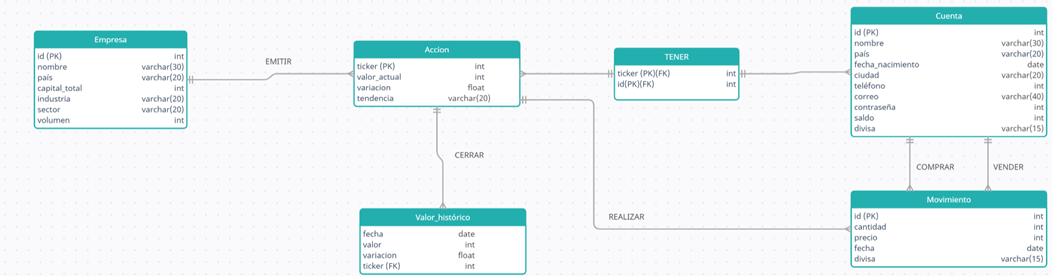 Empresa
id (PK) int
nombre varchar(30)
país varchar(20)
capital_total int
industria varchar(20)
sector varchar(20)
volumen int
EMITIR
Accion
ticker (PK) int
valor_actual int
variacion float
tendencia varchar(20)
TENER
ticker (PK)(FK) int
id(PK)(FK) int
Cuenta
id (PK) int
nombre varchar(30)
país varchar(20)
fecha_nacimiento date
ciudad varchar(20)
teléfono int
correo varchar(40)
contraseña int
saldo int
divisa varchar(15)
CERRAR
COMPRAR
VENDER
Valor_histórico
fecha date
valor int
variacion float
ticker (FK) int
REALIZAR
Movimiento
id (PK) int
cantidad int
precio int
fecha date
divisa varchar(15)